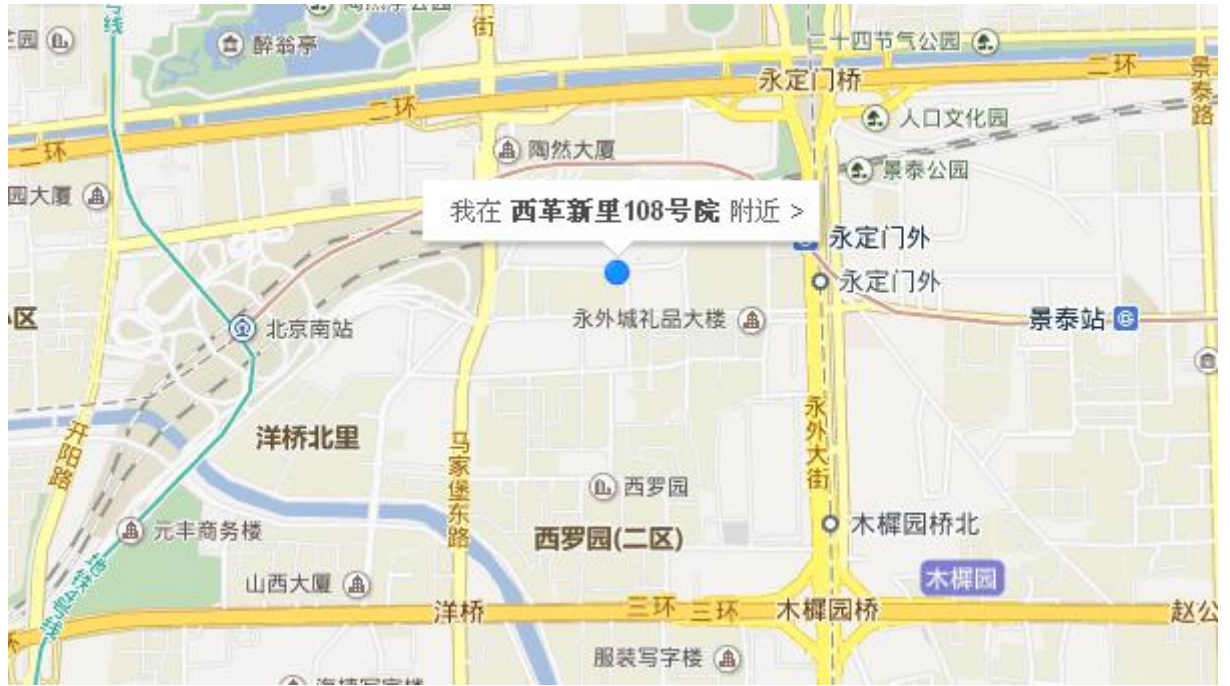 醉翁亭
二十四节气公园
永定门桥
二环
景泰路
二环
人口文化园
二环
陶然大厦
景泰公园
园大厦
我在 西革新里108号院 附近 >
永定门外
永定门外
永外城礼品大楼
景泰站
北京南站
小区
开阳路
洋桥北里
马家堡东路
永外大街
西罗园
西罗园(二区)
元丰商务楼
木樨园桥北
地铁4号线
山西大厦
木樨园
洋桥
三环
三环
木樨园桥
赵公
服装写字楼